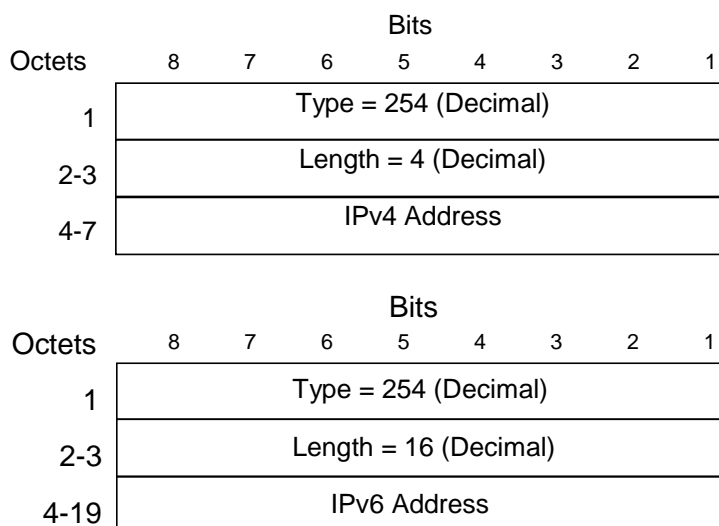 Bits
Octets 8 7 6 5 4 3 2 1
1 Type = 254 (Decimal)
2-3 Length = 4 (Decimal)
4-7 IPv4 Address
Bits
Octets 8 7 6 5 4 3 2 1
1 Type = 254 (Decimal)
2-3 Length = 16 (Decimal)
4-19 IPv6 Address